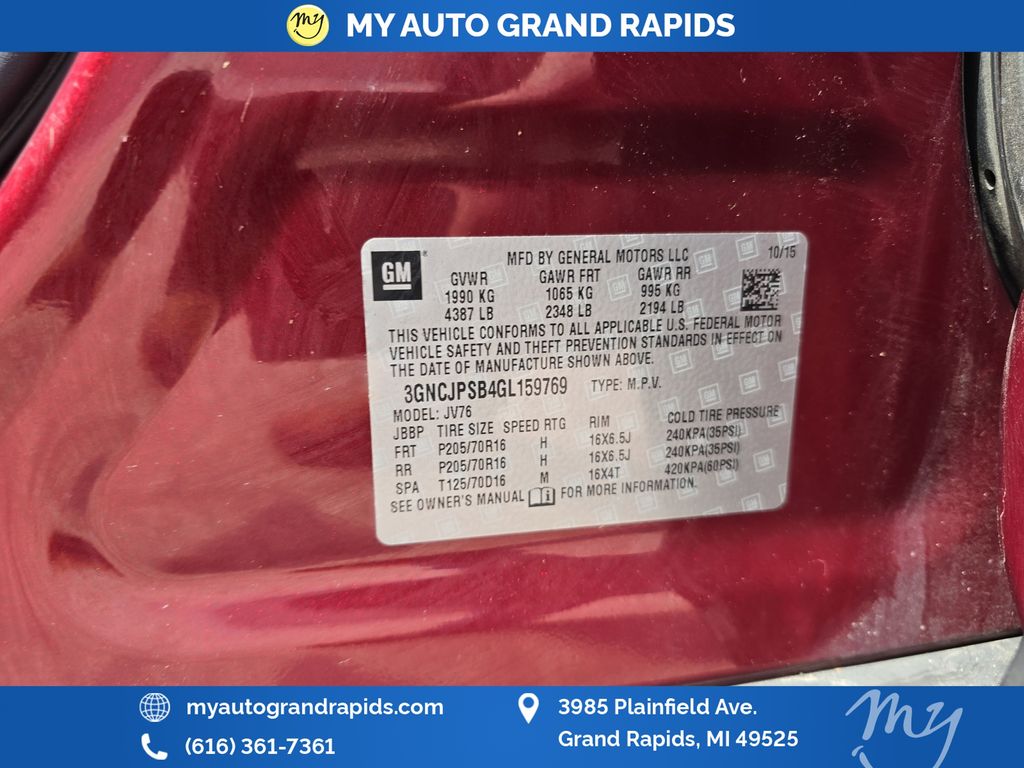 my MY AUTO GRAND RAPIDS
GM
MFD BY GENERAL MOTORS LLC 10/15
GVWR GAWR FRT GAWR RR
1990 KG 1065 KG 995 KG
4387 LB 2348 LB 2194 LB
THIS VEHICLE CONFORMS TO ALL APPLICABLE U.S. FEDERAL MOTOR
VEHICLE SAFETY AND THEFT PREVENTION STANDARDS IN EFFECT ON
THE DATE OF MANUFACTURE SHOWN ABOVE.
3GNCJPSB4GL159769 TYPE: M.P.V.
MODEL: JV76
JBBP TIRE SIZE SPEED RTG RIM COLD TIRE PRESSURE
FRT P205/70R16 H 16X6.5J 240KPA(35PSI)
RR P205/70R16 H 16X6.5J 240KPA(35PSI)
SPA T125/70D16 M 16X4T 420KPA(60PSI)
SEE OWNER'S MANUAL FOR MORE INFORMATION.
myautograndrapids.com
(616) 361-7361
3985 Plainfield Ave.
Grand Rapids, MI 49525
my